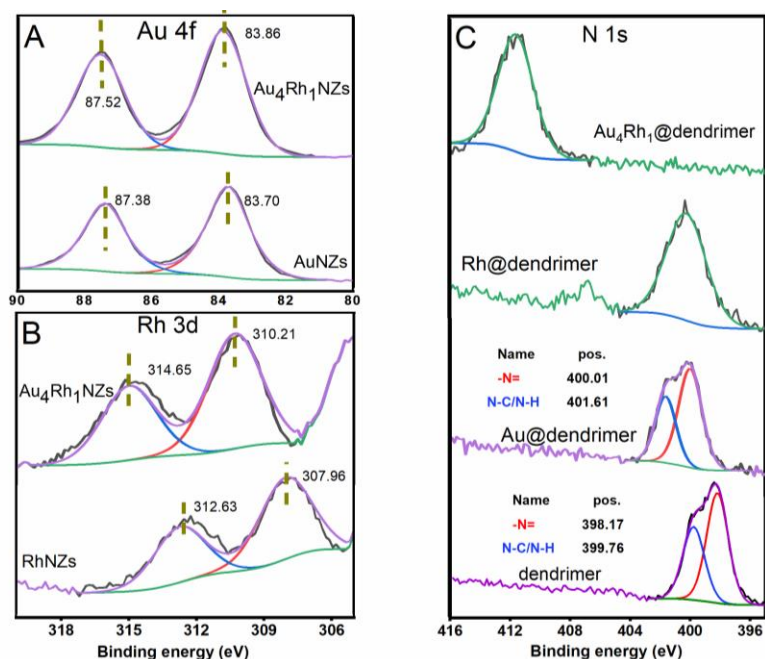 A
Au 4f
83.86
Au₄Rh₁NZs
87.52
87.38
83.70
AuNZs
90 88 86 84 82 80
B
Rh 3d
310.21
314.65
Au₄Rh₁NZs
307.96
312.63
RhNZs
318 315 312 309 306
Binding energy (eV)
C
N 1s
Au₄Rh₁@dendrimer
Rh@dendrimer
Name pos.
-N= 400.01
N-C/N-H 401.61
Au@dendrimer
Name pos.
-N= 398.17
N-C/N-H 399.76
dendrimer
416 412 408 404 400 396
Binding energy (eV)